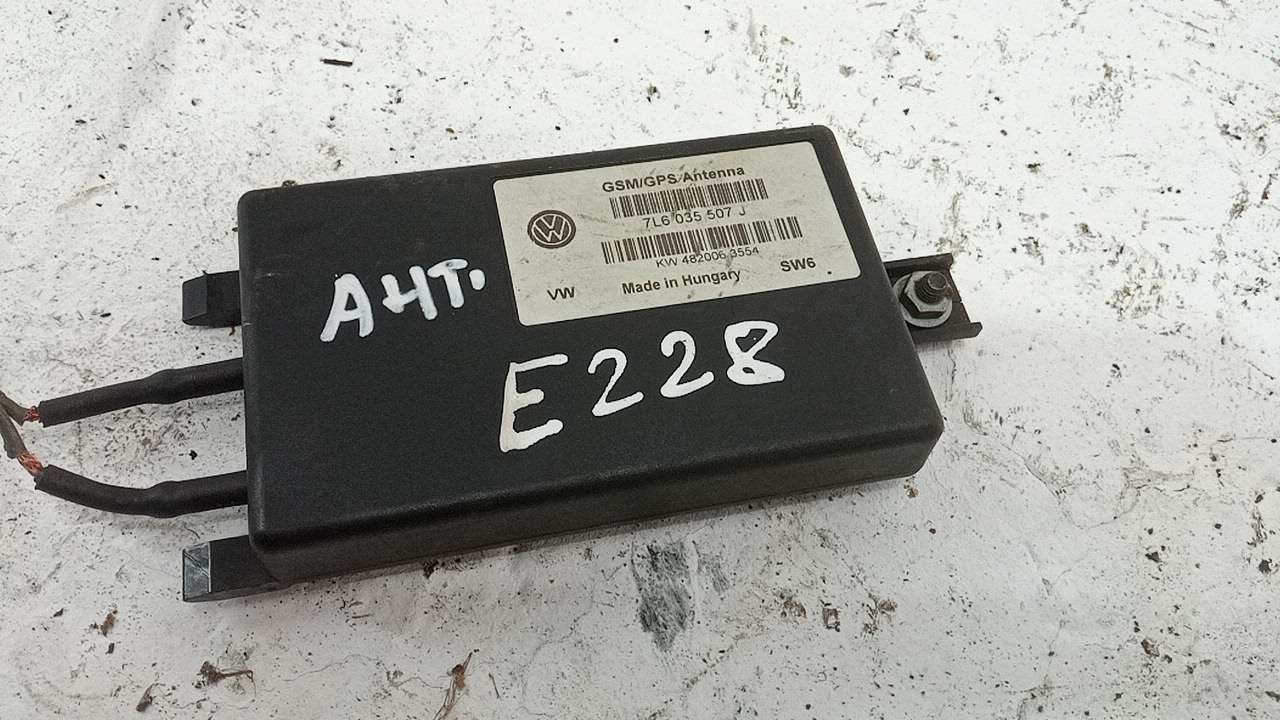 GSM/GPS Antenna
7L6 035 507 J
KW 482006 3554
VW Made in Hungary SW6
АНТ.
E228